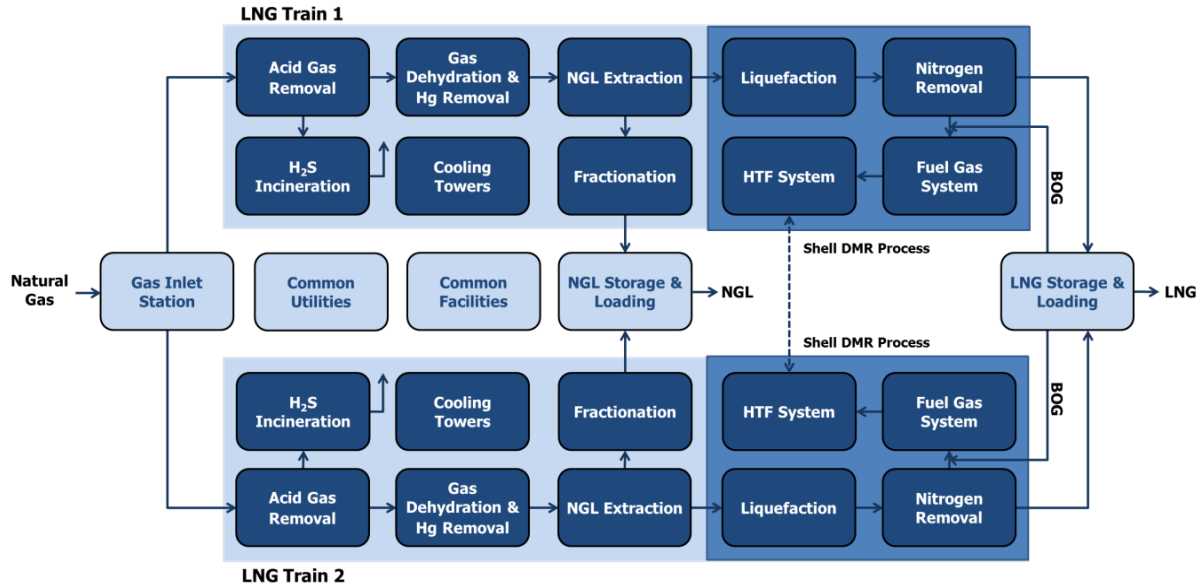 LNG Train 1
Acid Gas
Removal
Gas
Dehydration &
Hg Removal
NGL Extraction
Liquefaction
Nitrogen
Removal
H₂S
Incineration
Cooling
Towers
Fractionation
HTF System
Fuel Gas
System
BOG
Shell DMR Process
Natural
Gas
Gas Inlet
Station
Common
Utilities
Common
Facilities
NGL Storage &
Loading
NGL
LNG Storage &
Loading
LNG
Shell DMR Process
H₂S
Incineration
Cooling
Towers
Fractionation
HTF System
Fuel Gas
System
BOG
Acid Gas
Removal
Gas
Dehydration &
Hg Removal
NGL Extraction
Liquefaction
Nitrogen
Removal
LNG Train 2